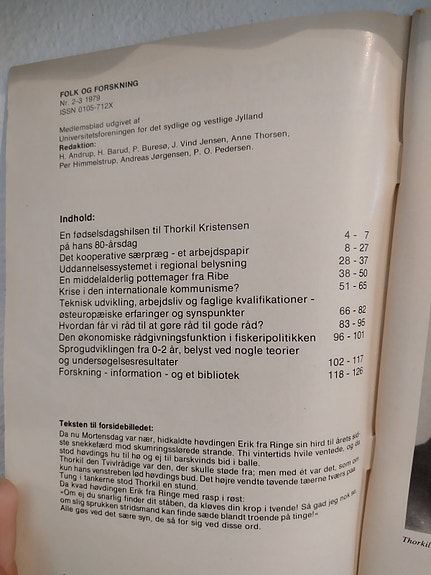 FOLK OG FORSKNING
Nr. 2-3 1979
ISSN 0105-712X
Medlemsblad udgivet af
Universitetsforeningen for det sydlige og vestlige Jylland
Redaktion:
H. Andrup, H. Barud, P. Buresø, J. Vind Jensen, Anne Thorsen,
Per Himmelstrup, Andreas Jørgensen, P. O. Pedersen.
Indhold:
En fødselsdagshilsen til Thorkil Kristensen
på hans 80-årsdag 4 - 7
Det kooperative særpræg - et arbejdspapir 8 - 27
Uddannelsessystemet i regional belysning 28 - 37
En middelalderlig pottemager fra Ribe 38 - 50
Krise i den internationale kommunisme? 51 - 65
Teknisk udvikling, arbejdsliv og faglige kvalifikationer -
østeuropæiske erfaringer og synspunkter 66 - 82
Hvordan får vi råd til at gøre råd til gode råd? 83 - 95
Den økonomiske rådgivningsfunktion i fiskeripolitikken 96 - 101
Sprogudviklingen fra 0-2 år, belyst ved nogle teorier
og undersøgelsesresultater 102 - 117
Forskning - information - og et bibliotek 118 - 126
Teksten til forsidebilledet:
Da nu Mortensdag var nær, hidkaldte høvdingen Erik fra Ringe sin hird til årets sid-
ste snekkefærd mod skumringsslørede strande. Thi vintertids hvile ventede, og da
stod høvdings hu til hø og ej til barskvinds bid i balle.
Thorkil den Tvivlrådige var den, der skulle støde fra; men med ét var det, som om
kun hans venstreben lød høvdings bud. Det højre vendte tøvende tæerne tværs paa.
Tung i tankerne stod Thorkil en stund.
Da kvad høvdingen Erik fra Ringe med rasp i røst:
»Om ej du snarlig finder dit ståben, da kløves din krop i tvende! Så gad jeg nok se,
om slig sprukken stridsmand kan finde sæde blandt troende på tinge!«
Alle gøs ved det sære syn, de så for sig ved disse ord.
Thorkil